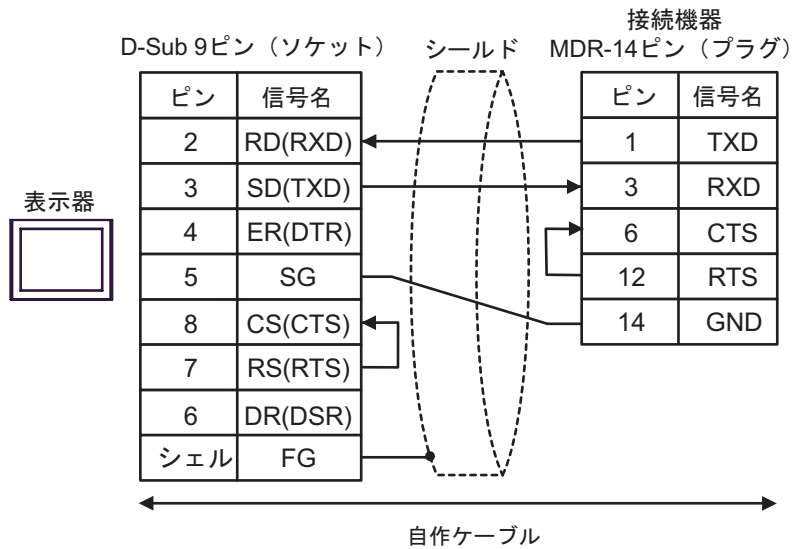 接続機器
D-Sub 9ピン（ソケット） シールド MDR-14ピン（プラグ）
ピン 信号名 ピン 信号名
2 RD(RXD) 1 TXD
3 SD(TXD) 3 RXD
表示器
4 ER(DTR) 6 CTS
5 SG 12 RTS
8 CS(CTS) 14 GND
7 RS(RTS)
6 DR(DSR)
シェル FG
自作ケーブル